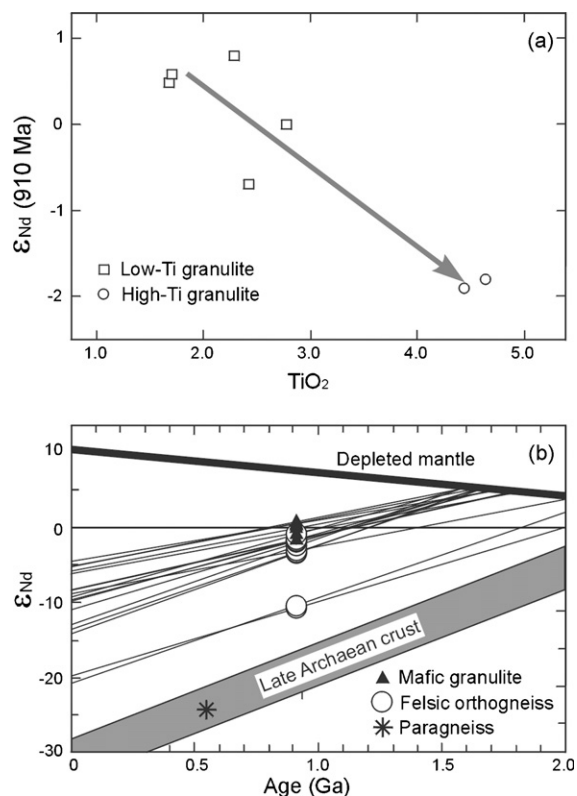 (a)
1
0
-1
-2
εNd (910 Ma)
Low-Ti granulite
High-Ti granulite
1.0 2.0 3.0 4.0 5.0
TiO2
(b)
10
0
-5
-10
-20
-30
εNd
Depleted mantle
Late Archaean crust
Mafic granulite
Felsic orthogneiss
Paragneiss
0 0.5 1.0 1.5 2.0
Age (Ga)